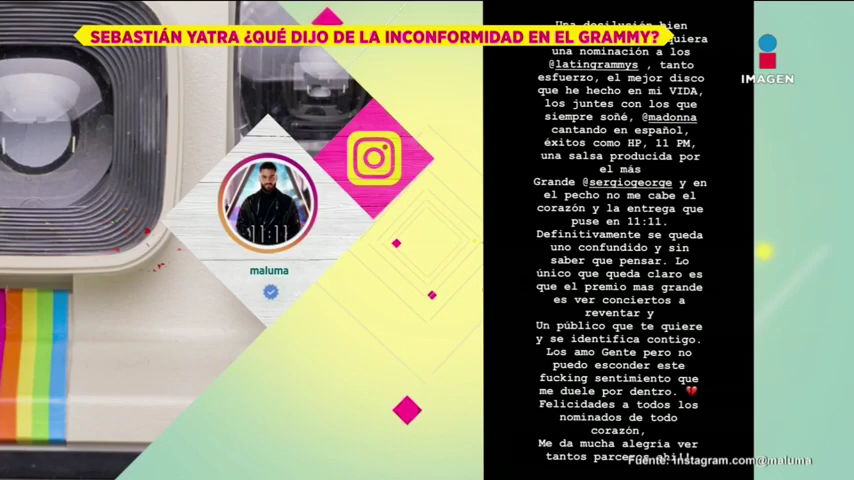 SEBASTIÁN YATRA ¿QUÉ DIJO DE LA INCONFORMIDAD EN EL GRAMMY?
IMAGEN
11:11
maluma
Una desilusión bien
una nominación a los
@latingrammys , tanto
esfuerzo, el mejor disco
que he hecho en mi VIDA,
los juntes con los que
siempre soñé, @madonna
cantando en español,
éxitos como HP, 11 PM,
una salsa producida por
el más
Grande @sergiogeorge y en
el pecho no me cabe el
corazón y la entrega que
puse en 11:11.
Definitivamente se queda
uno confundido y sin
saber que pensar. Lo
único que queda claro es
que el premio mas grande
es ver conciertos a
reventar y
Un público que te quiere
y se identifica contigo.
Los amo Gente pero no
puedo esconder este
fucking sentimiento que
me duele por dentro. 💔
Felicidades a todos los
nominados de todo
corazón,
Me da mucha alegría ver
tantos parceros ahi!!
Fuente: Instagram.com@maluma